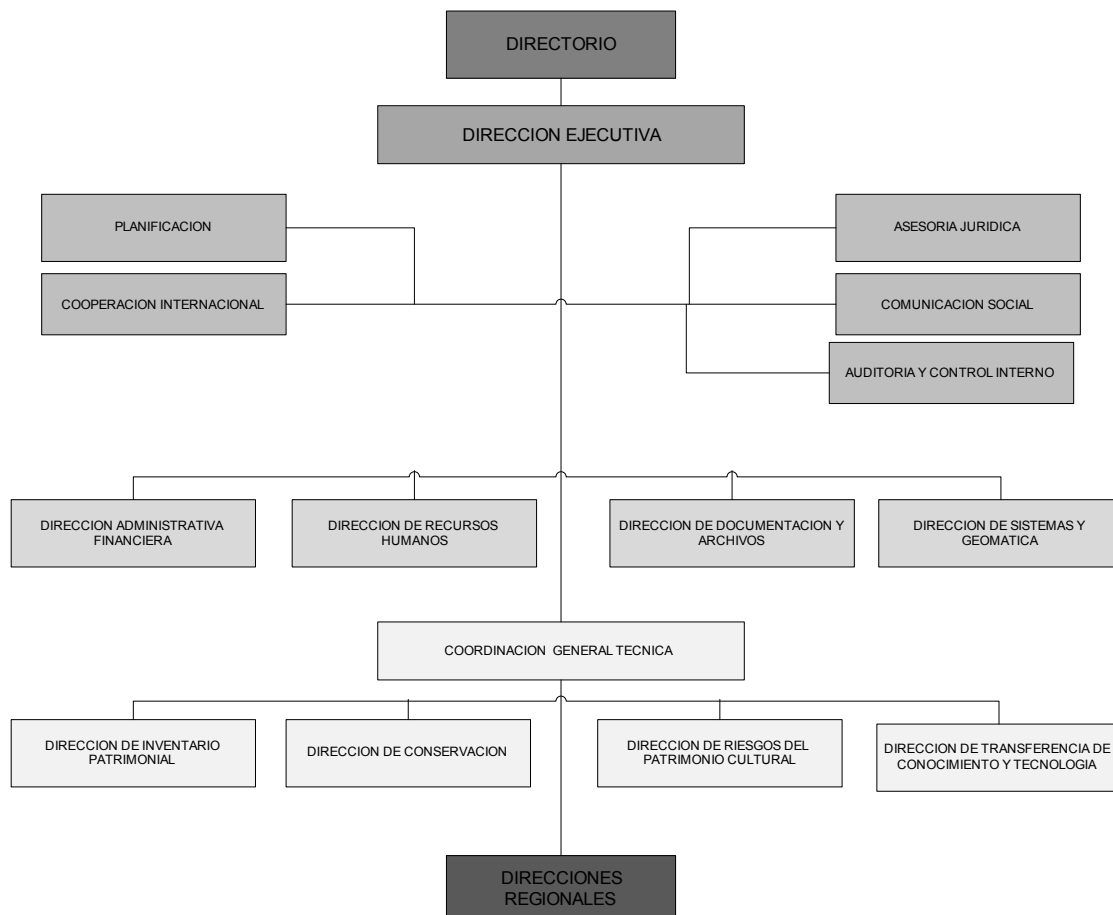 DIRECTORIO
DIRECCION EJECUTIVA
PLANIFICACION
ASESORIA JURIDICA
COOPERACION INTERNACIONAL
COMUNICACION SOCIAL
AUDITORIA Y CONTROL INTERNO
DIRECCION ADMINISTRATIVA
FINANCIERA
DIRECCION DE RECURSOS
HUMANOS
DIRECCION DE DOCUMENTACION Y
ARCHIVOS
DIRECCION DE SISTEMAS Y
GEOMATICA
COORDINACION GENERAL TECNICA
DIRECCION DE INVENTARIO
PATRIMONIAL
DIRECCION DE CONSERVACION
DIRECCION DE RIESGOS DEL
PATRIMONIO CULTURAL
DIRECCION DE TRANSFERENCIA DE
CONOCIMIENTO Y TECNOLOGIA
DIRECCIONES
REGIONALES